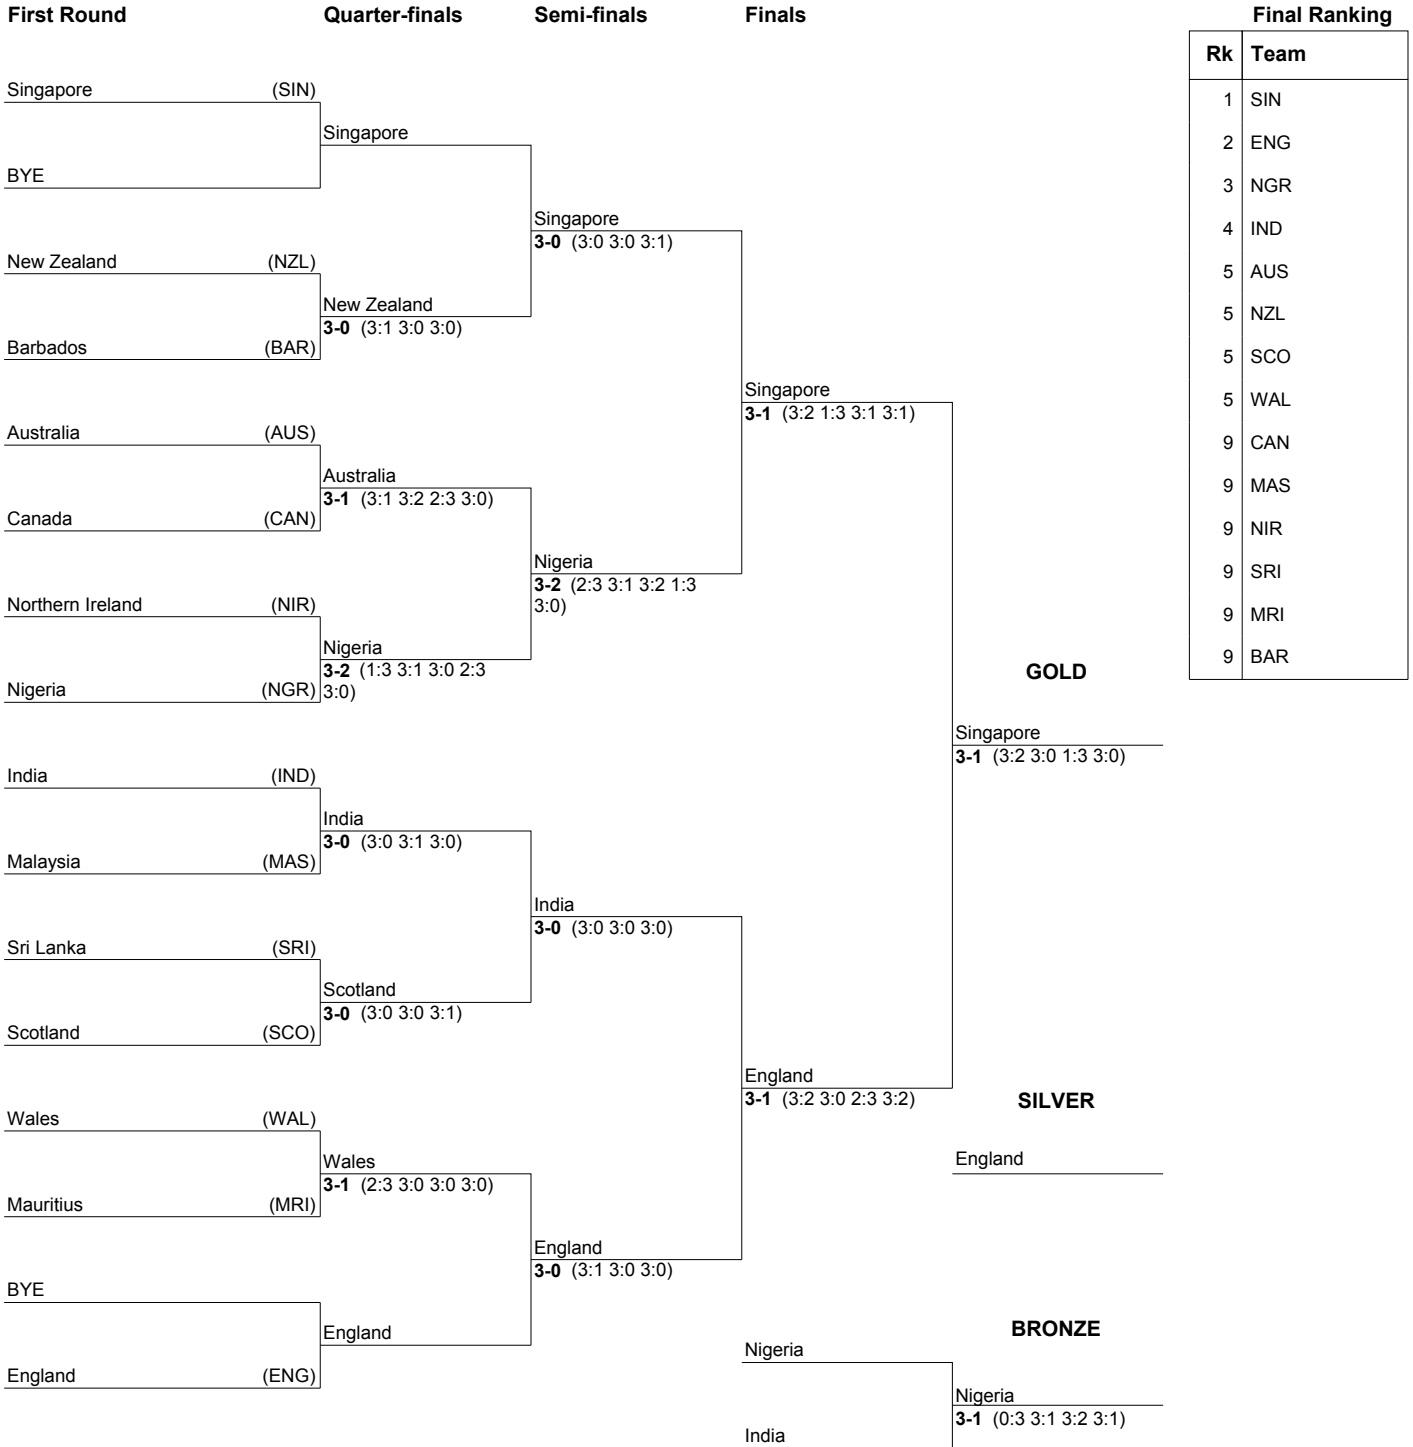 First Round Quarter-finals Semi-finals Finals Final Ranking
Rk Team
1 SIN
2 ENG
3 NGR
4 IND
5 AUS
5 NZL
5 SCO
5 WAL
9 CAN
9 MAS
9 NIR
9 SRI
9 MRI
9 BAR
Singapore (SIN)
BYE
New Zealand (NZL)
Barbados (BAR)
Australia (AUS)
Canada (CAN)
Northern Ireland (NIR)
Nigeria (NGR)
India (IND)
Malaysia (MAS)
Sri Lanka (SRI)
Scotland (SCO)
Wales (WAL)
Mauritius (MRI)
BYE
England (ENG)
Singapore
New Zealand
3-0 (3:1 3:0 3:0)
Australia
3-1 (3:1 3:2 2:3 3:0)
Nigeria
3-2 (1:3 3:1 3:0 2:3
3:0)
India
3-0 (3:0 3:1 3:0)
Scotland
3-0 (3:0 3:0 3:1)
Wales
3-1 (2:3 3:0 3:0 3:0)
England
Singapore
3-0 (3:0 3:0 3:1)
Nigeria
3-2 (2:3 3:1 3:2 1:3
3:0)
India
3-0 (3:0 3:0 3:0)
England
3-0 (3:1 3:0 3:0)
Singapore
3-1 (3:2 1:3 3:1 3:1)
England
3-1 (3:2 3:0 2:3 3:2)
GOLD
Singapore
3-1 (3:2 3:0 1:3 3:0)
SILVER
England
BRONZE
Nigeria
India
Nigeria
3-1 (0:3 3:1 3:2 3:1)